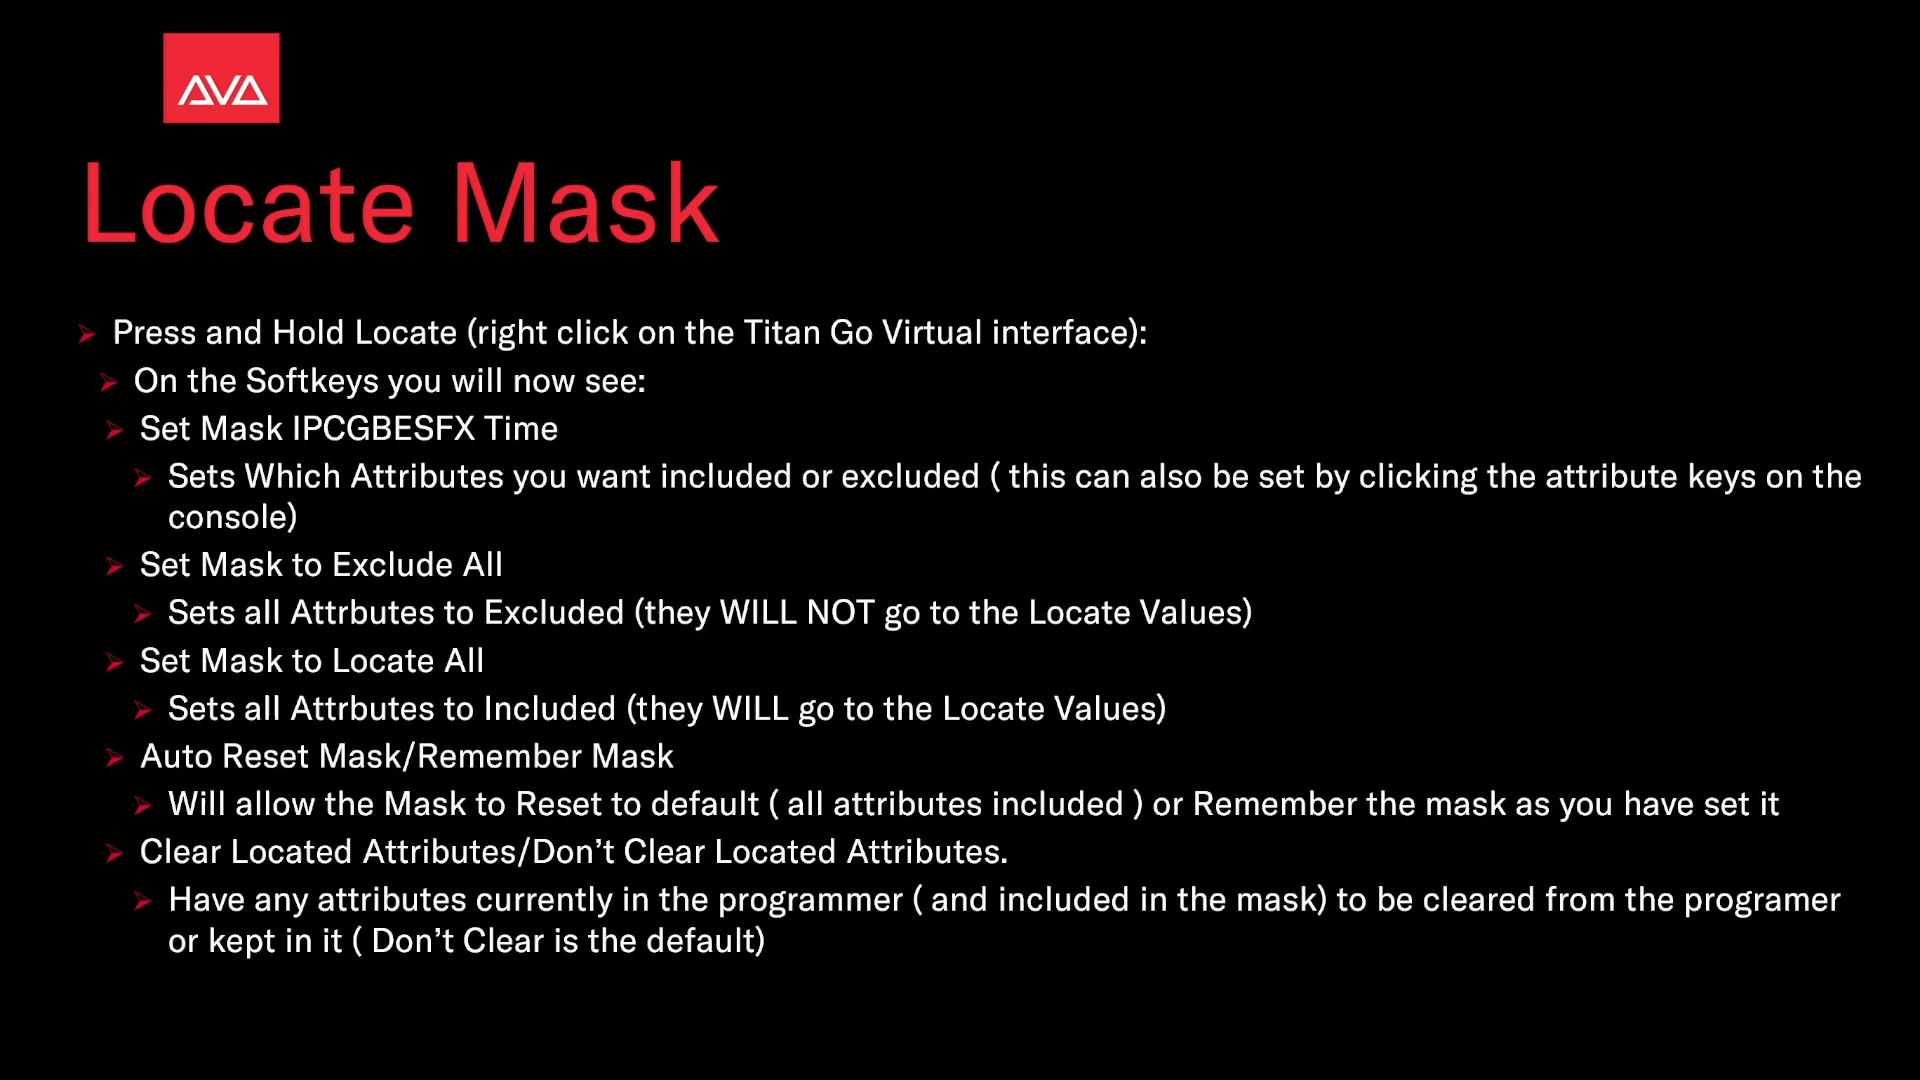 AVA
Locate Mask
Press and Hold Locate (right click on the Titan Go Virtual interface):
On the Softkeys you will now see:
Set Mask IPCGBESFX Time
Sets Which Attributes you want included or excluded ( this can also be set by clicking the attribute keys on the
console)
Set Mask to Exclude All
Sets all Attrbutes to Excluded (they WILL NOT go to the Locate Values)
Set Mask to Locate All
Sets all Attrbutes to Included (they WILL go to the Locate Values)
Auto Reset Mask/Remember Mask
Will allow the Mask to Reset to default ( all attributes included ) or Remember the mask as you have set it
Clear Located Attributes/Don’t Clear Located Attributes.
Have any attributes currently in the programmer ( and included in the mask) to be cleared from the programer
or kept in it ( Don’t Clear is the default)